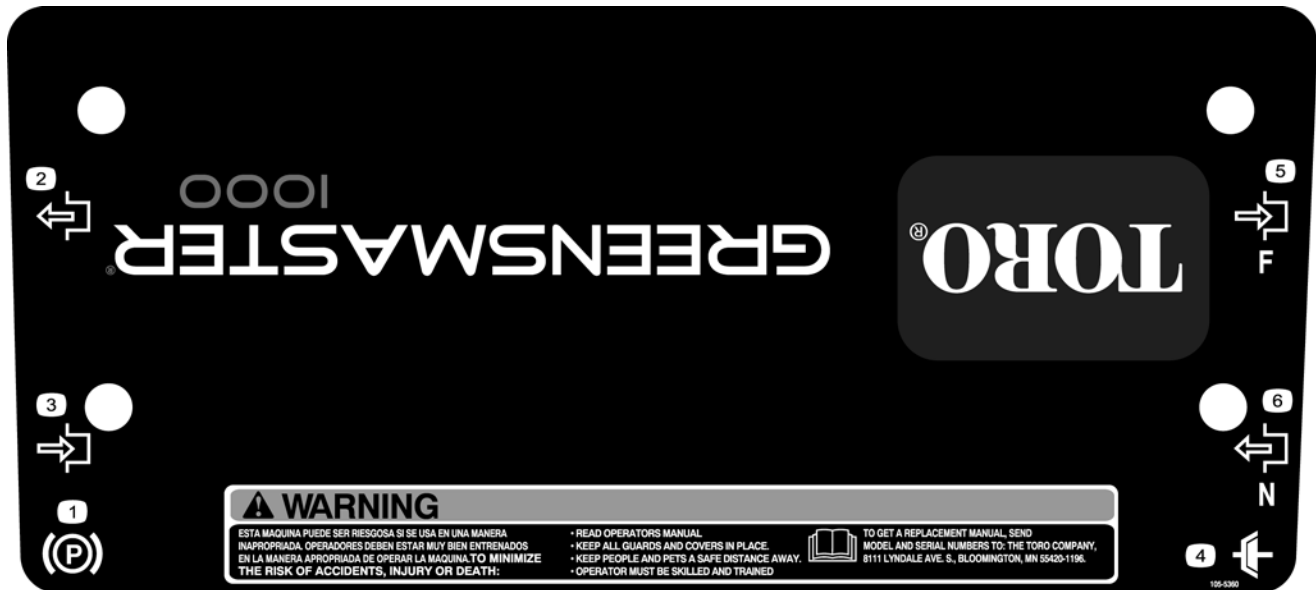 2
5
1000
GREENSMASTER®
TORO®
F
3
6
N
1
P
WARNING
ESTA MAQUINA PUEDE SER RIESGOSA SI SE USA EN UNA MANERA
INAPROPRIADA. OPERADORES DEBEN ESTAR MUY BIEN ENTRENADOS
EN LA MANERA APROPRIADA DE OPERAR LA MAQUINA.TO MINIMIZE
THE RISK OF ACCIDENTS, INJURY OR DEATH:
• READ OPERATORS MANUAL
• KEEP ALL GUARDS AND COVERS IN PLACE.
• KEEP PEOPLE AND PETS A SAFE DISTANCE AWAY.
• OPERATOR MUST BE SKILLED AND TRAINED
TO GET A REPLACEMENT MANUAL, SEND
MODEL AND SERIAL NUMBERS TO: THE TORO COMPANY,
8111 LYNDALE AVE. S., BLOOMINGTON, MN 55420-1196.
4
105-5360